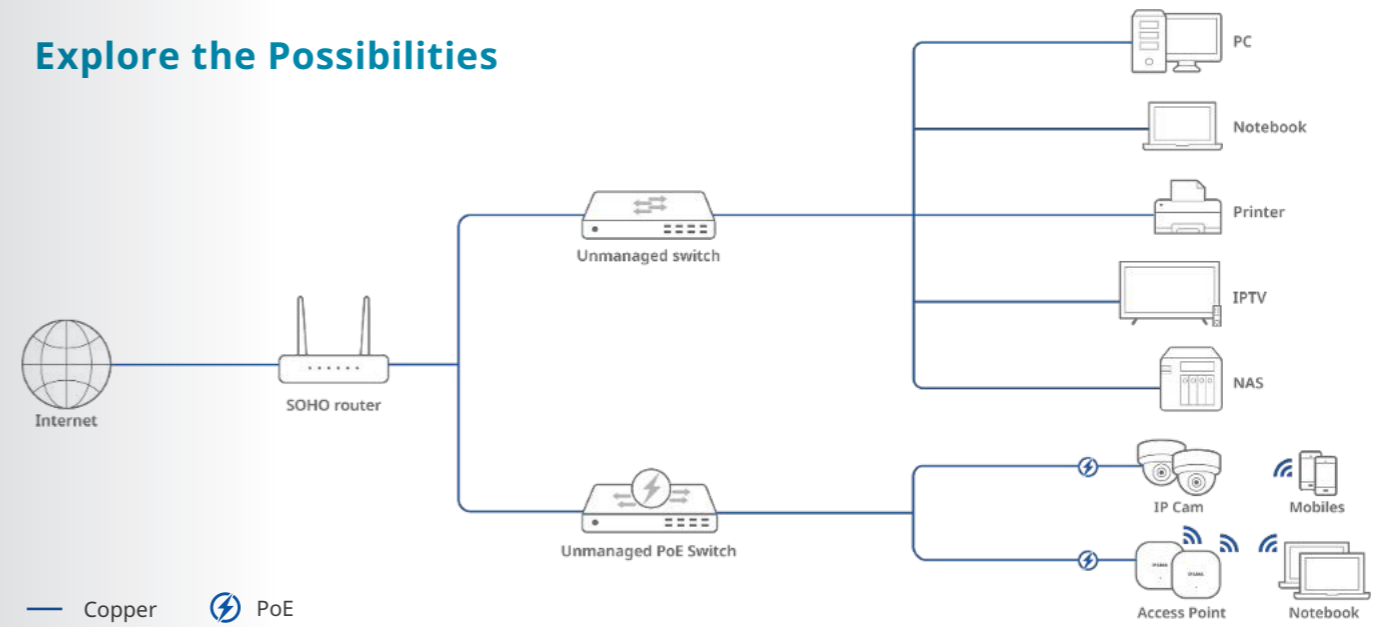 Explore the Possibilities
PC
Notebook
Printer
Unmanaged switch
IPTV
SOHO router
NAS
Internet
IP Cam
Mobiles
Unmanaged PoE Switch
Access Point
Notebook
Copper
PoE